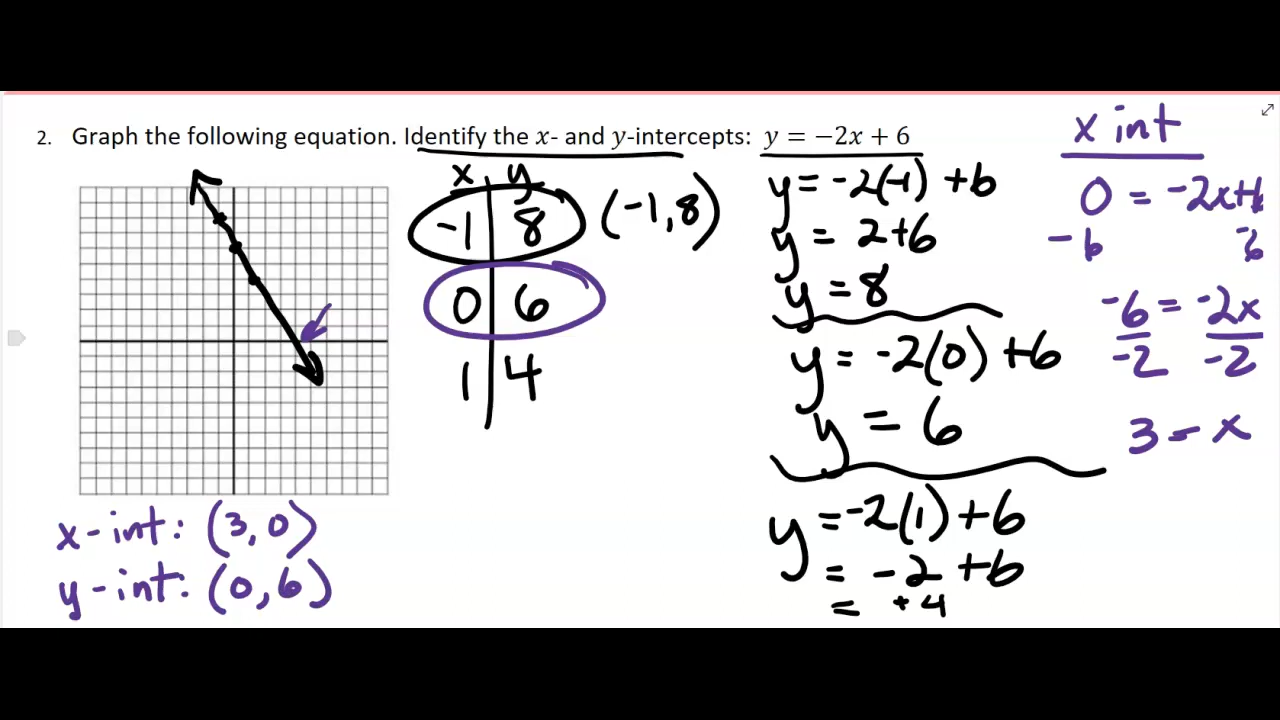 2. Graph the following equation. Identify the x- and y-intercepts: y = −2x + 6
x y
-1 8 (-1,8)
0 6
1 4
y = -2(-1) +6
y = 2+6
y = 8
y = -2(0) +6
y = 6
y = -2(1) +6
= -2 +6
= +4
x int
0 = -2x+6
-6 -6
-6 = -2x
-2 -2
3 = x
x-int: (3,0)
y-int: (0,6)